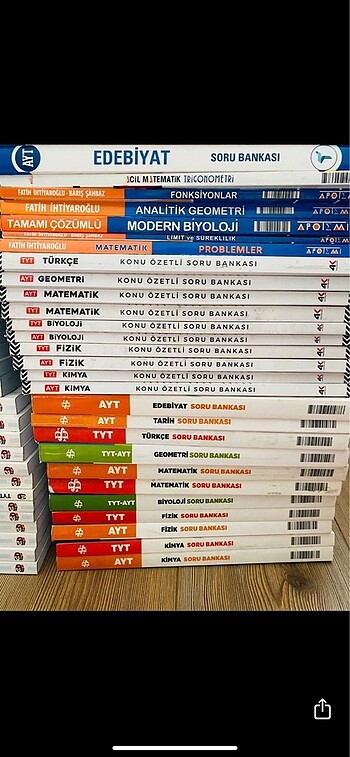 AYT EDEBİYAT SORU BANKASI
ACİL MATEMATİK TRİGONOMETRİ
FATİH İHTİYAROĞLU - BARIŞ ŞAHBAZ FONKSİYONLAR APOİEMİ
FATİH İHTİYAROĞLU ANALİTİK GEOMETRİ APOİEMİ
TAMAMI ÇÖZÜMLÜ MODERN BİYOLOJİ APOİEMİ
LİMİT ve SÜREKLİLİK
FATİH İHTİYAROĞLU MATEMATİK PROBLEMLER
TYT TÜRKÇE KONU ÖZETLİ SORU BANKASI
AYT GEOMETRİ KONU ÖZETLİ SORU BANKASI
AYT MATEMATİK KONU ÖZETLİ SORU BANKASI
TYT MATEMATİK KONU ÖZETLİ SORU BANKASI
TYT BİYOLOJİ KONU ÖZETLİ SORU BANKASI
AYT BİYOLOJİ KONU ÖZETLİ SORU BANKASI
TYT FİZİK KONU ÖZETLİ SORU BANKASI
AYT FİZİK KONU ÖZETLİ SORU BANKASI
TYT KİMYA KONU ÖZETLİ SORU BANKASI
AYT KİMYA KONU ÖZETLİ SORU BANKASI
AYT EDEBİYAT SORU BANKASI
AYT TARİH SORU BANKASI
TYT TÜRKÇE SORU BANKASI
TYT-AYT GEOMETRİ SORU BANKASI
AYT MATEMATİK SORU BANKASI
TYT MATEMATİK SORU BANKASI
TYT-AYT BİYOLOJİ SORU BANKASI
TYT FİZİK SORU BANKASI
AYT FİZİK SORU BANKASI
TYT KİMYA SORU BANKASI
AYT KİMYA SORU BANKASI